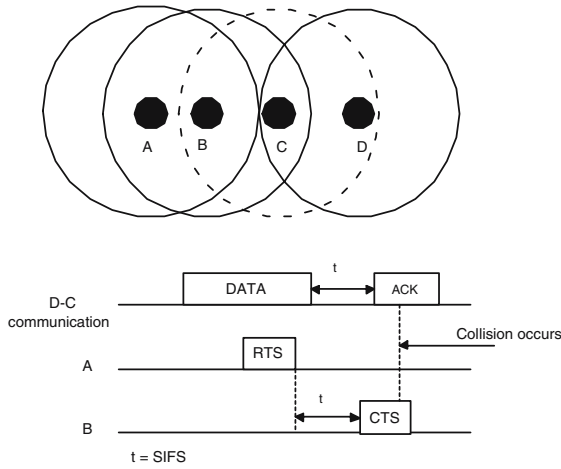 A B C D
t
DATA ACK
D-C
communication
Collision occurs
RTS
A
t
CTS
B
t = SIFS